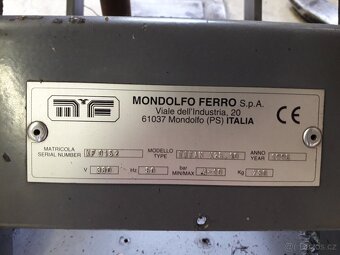 MONDOLFO FERRO S.p.A.
Viale dell'Industria, 20
61037 Mondolfo (PS) ITALIA
CE
MATRICOLA
SERIAL NUMBER
MODELLO
TYPE
ANNO
YEAR
V 380 Hz 50 bar
MIN/MAX Kg